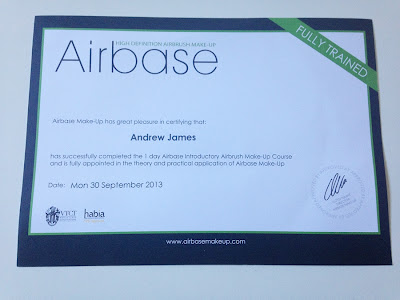 HIGH DEFINITION AIRBRUSH MAKE-UP
Airbase
FULLY TRAINED
Airbase Make-Up has great pleasure in certifying that:
Andrew James
has successfully completed the 1 day Airbase Introductory Airbrush Make-Up Course
and is fully appointed in the theory and practical application of Airbase Make-Up
Date: Mon 30 September 2013
VTCT
habia
www.airbasemakeup.com